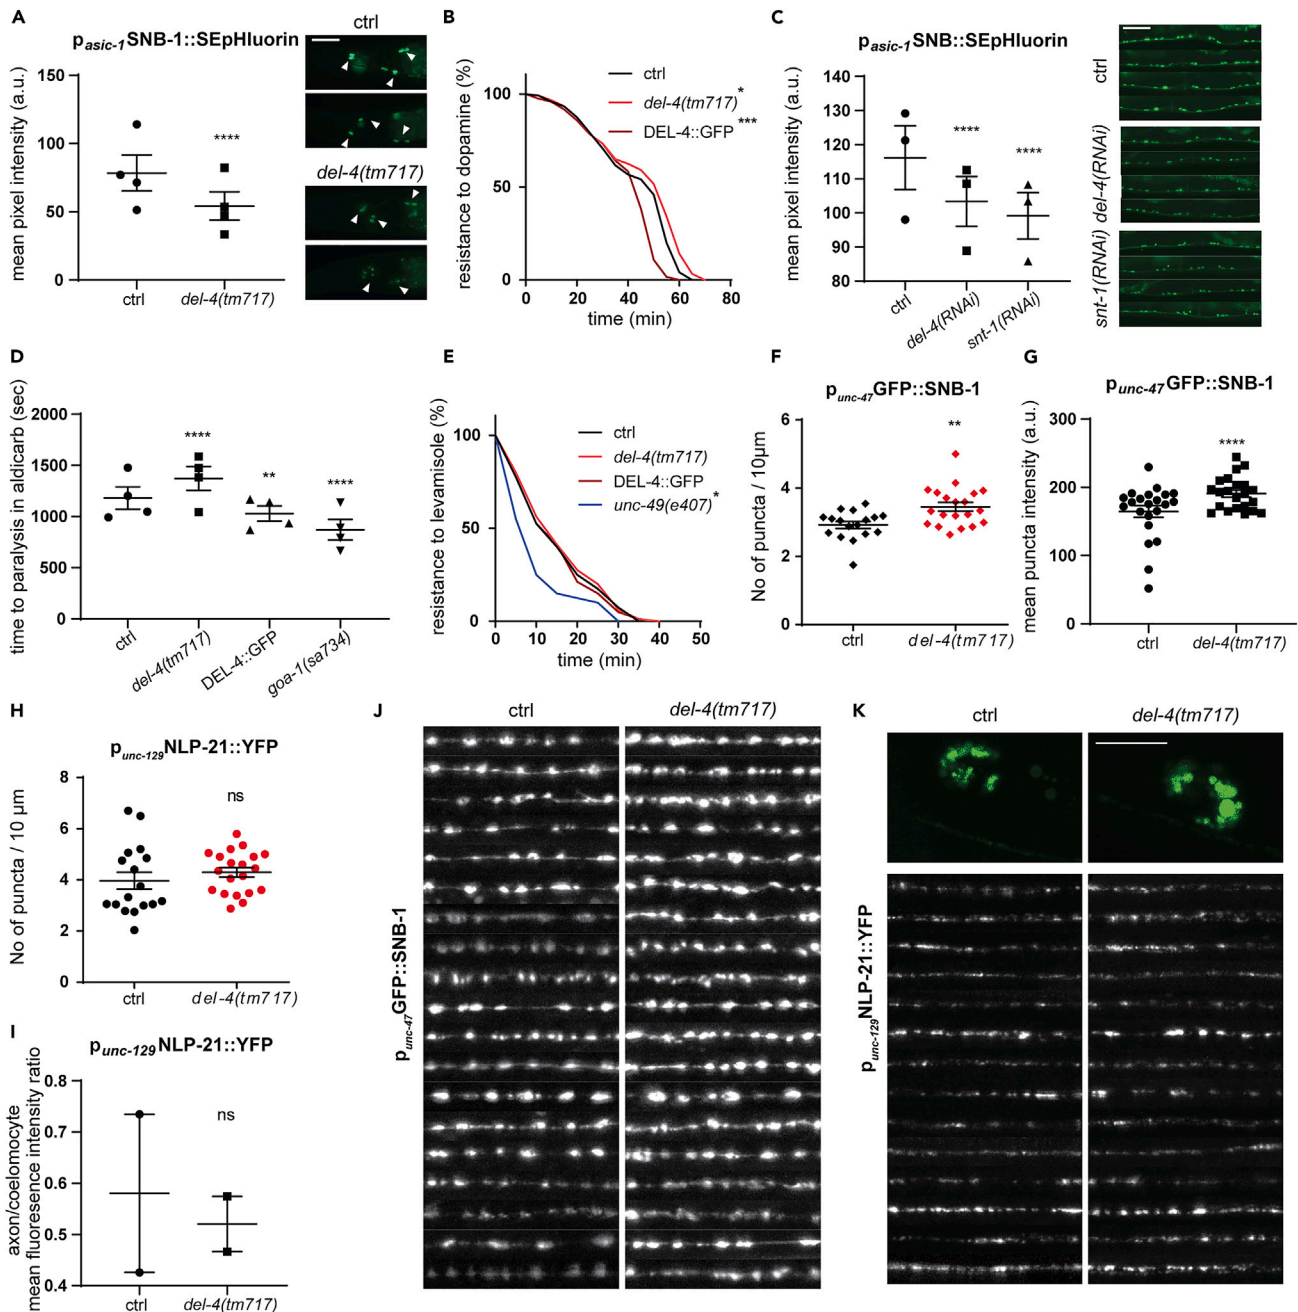 A
p asic-1 SNB-1::SEpHluorin
mean pixel intensity (a.u.)
150
100
50
0
****
ctrl
del-4(tm717)
ctrl
del-4(tm717)
B
resistance to dopamine (%)
100
50
0
ctrl
del-4(tm717)*
DEL-4::GFP ***
0 20 40 60 80
time (min)
C
p asic-1 SNB::SEpHluorin
mean pixel intensity (a.u.)
140
130
120
110
100
90
80
****
****
ctrl
del-4(RNAi)
snt-1(RNAi)
ctrl
del-4(RNAi)
snt-1(RNAi)
D
time to paralysis in aldicarb (sec)
2000
1500
1000
500
0
****
**
****
ctrl
del-4(tm717)
DEL-4::GFP
goa-1(sa734)
E
resistance to levamisole (%)
100
50
0
ctrl
del-4(tm717)
DEL-4::GFP
unc-49(e407)*
0 10 20 30 40 50
time (min)
F
p unc-47 GFP::SNB-1
No of puncta / 10µm
6
4
2
0
**
ctrl
del-4(tm717)
G
p unc-47 GFP::SNB-1
mean puncta intensity (a.u.)
300
200
100
0
****
ctrl
del-4(tm717)
H
p unc-129 NLP-21::YFP
No of puncta / 10 µm
8
6
4
2
0
ns
ctrl
del-4(tm717)
I
p unc-129 NLP-21::YFP
axon/coelomocyte
mean fluoresence intensity ratio
0.8
0.7
0.6
0.5
0.4
ns
ctrl
del-4(tm717)
J
ctrl
del-4(tm717)
p unc-47 GFP::SNB-1
K
ctrl
del-4(tm717)
p unc-129 NLP-21::YFP